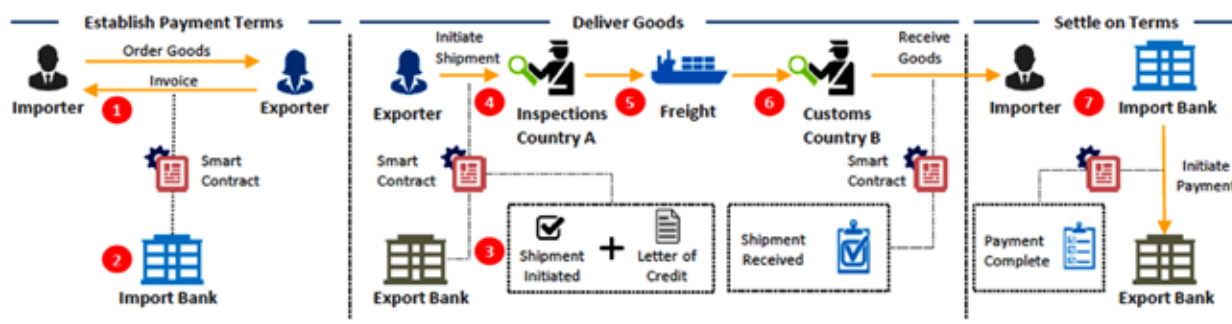 Establish Payment Terms
Order Goods
Invoice
Importer
1
Exporter
Smart
Contract
2
Import Bank
Deliver Goods
Initiate
Shipment
Exporter
4
Inspections
Country A
5
Freight
6
Customs
Country B
Receive
Goods
Smart
Contract
Export Bank
3
Shipment
Initiated
+
Letter of
Credit
Shipment
Received
Smart
Contract
Settle on Terms
Importer
7
Import Bank
Initiate
Payment
Payment
Complete
Export Bank